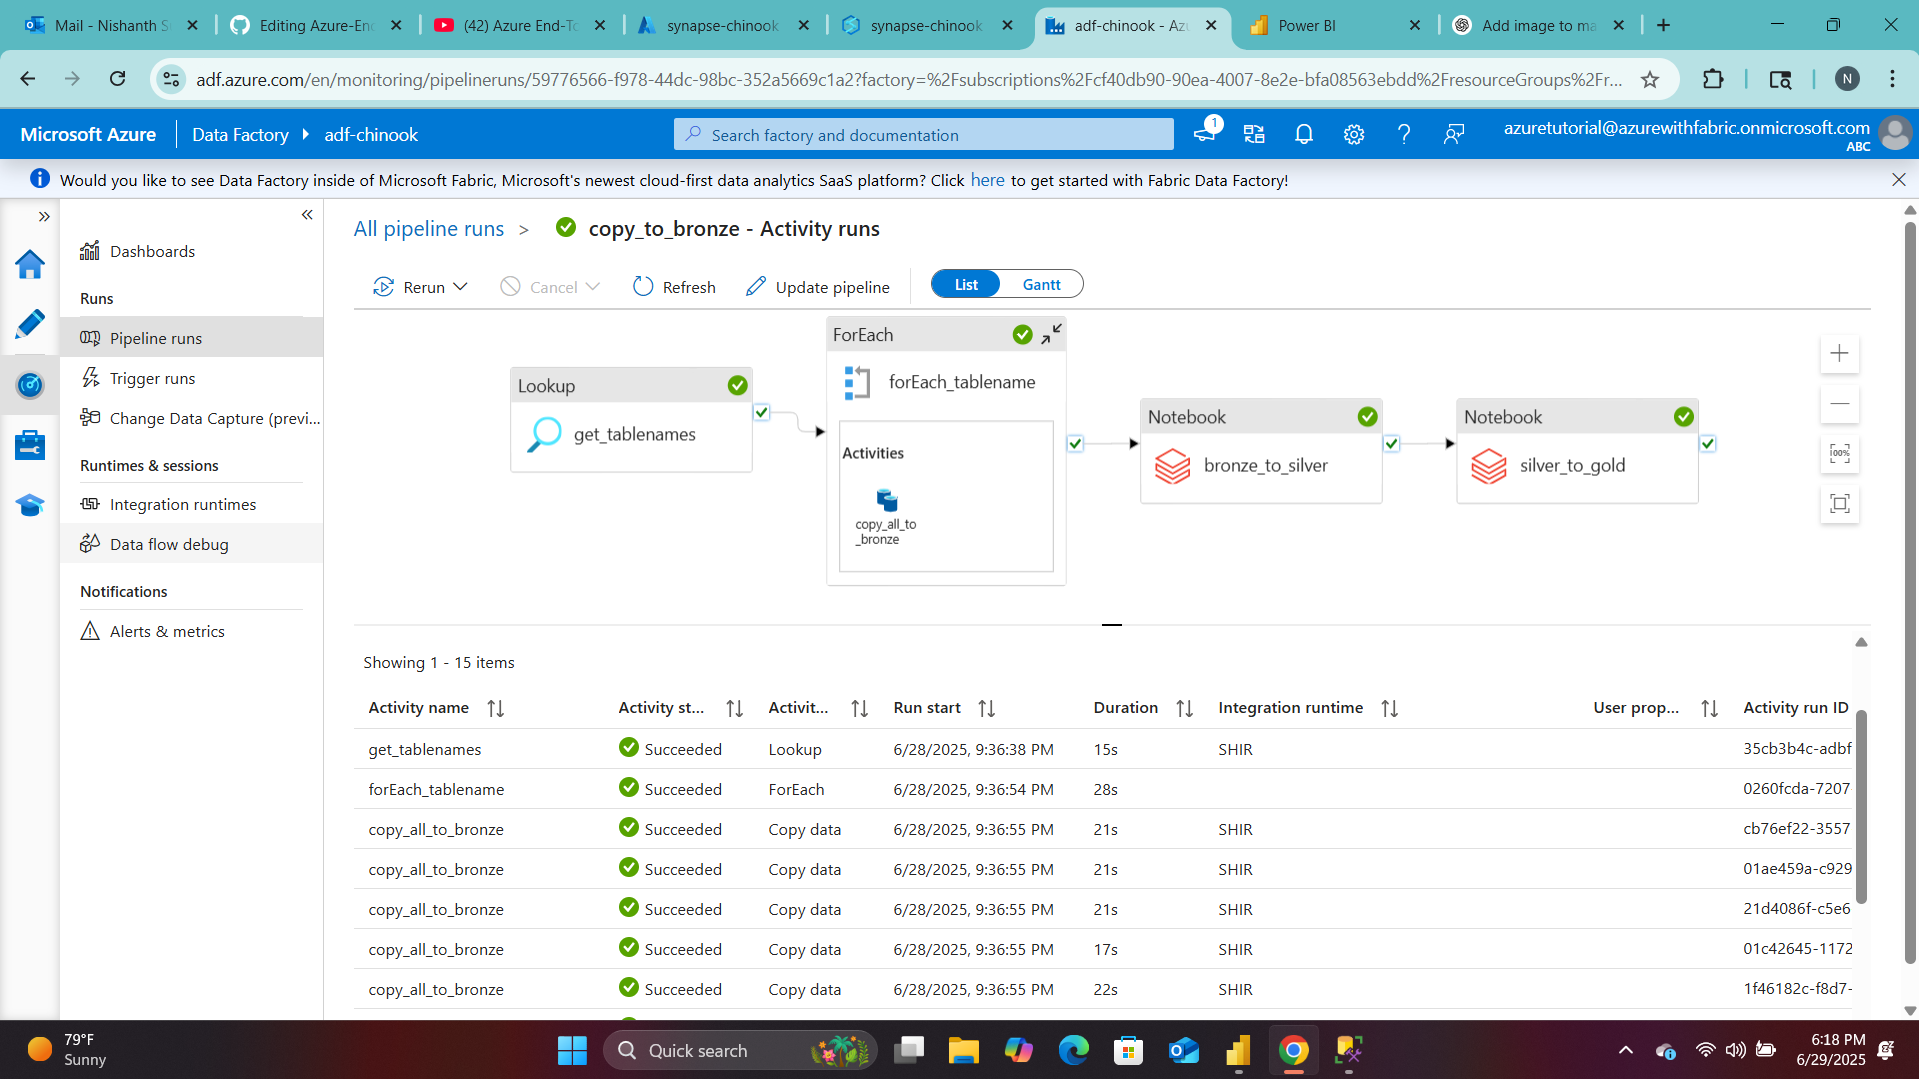 Mail - Nishanth S
Editing Azure-End
(42) Azure End-To
synapse-chinook
synapse-chinook
adf-chinook - Az
Power BI
Add image to ma
adf.azure.com/en/monitoring/pipelineruns/59776566-f978-44dc-98bc-352a5669c1a2?factory=%2Fsubscriptions%2Fcf40db90-90ea-4007-8e2e-bfa08563ebdd%2FresourceGroups%2Fr...
N
Microsoft Azure
Data Factory
adf-chinook
Search factory and documentation
1
azuretutorial@azurewithfabric.onmicrosoft.com
ABC
Would you like to see Data Factory inside of Microsoft Fabric, Microsoft's newest cloud-first data analytics SaaS platform? Click here to get started with Fabric Data Factory!
Dashboards
Runs
Pipeline runs
Trigger runs
Change Data Capture (previ...
Runtimes & sessions
Integration runtimes
Data flow debug
Notifications
Alerts & metrics
All pipeline runs > copy_to_bronze - Activity runs
Rerun
Cancel
Refresh
Update pipeline
List
Gantt
Lookup
get_tablenames
ForEach
forEach_tablename
Activities
copy_all_to
_bronze
Notebook
bronze_to_silver
Notebook
silver_to_gold
100%
Showing 1 - 15 items
Activity name Activity st... Activit... Run start Duration Integration runtime User prop... Activity run ID
get_tablenames Succeeded Lookup 6/28/2025, 9:36:38 PM 15s SHIR 35cb3b4c-adbf
forEach_tablename Succeeded ForEach 6/28/2025, 9:36:54 PM 28s 0260fcda-7207
copy_all_to_bronze Succeeded Copy data 6/28/2025, 9:36:55 PM 21s SHIR cb76ef22-3557
copy_all_to_bronze Succeeded Copy data 6/28/2025, 9:36:55 PM 21s SHIR 01ae459a-c929
copy_all_to_bronze Succeeded Copy data 6/28/2025, 9:36:55 PM 21s SHIR 21d4086f-c5e6
copy_all_to_bronze Succeeded Copy data 6/28/2025, 9:36:55 PM 17s SHIR 01c42645-1172
copy_all_to_bronze Succeeded Copy data 6/28/2025, 9:36:55 PM 22s SHIR 1f46182c-f8d7-
79°F
Sunny
Quick search
6:18 PM
6/29/2025